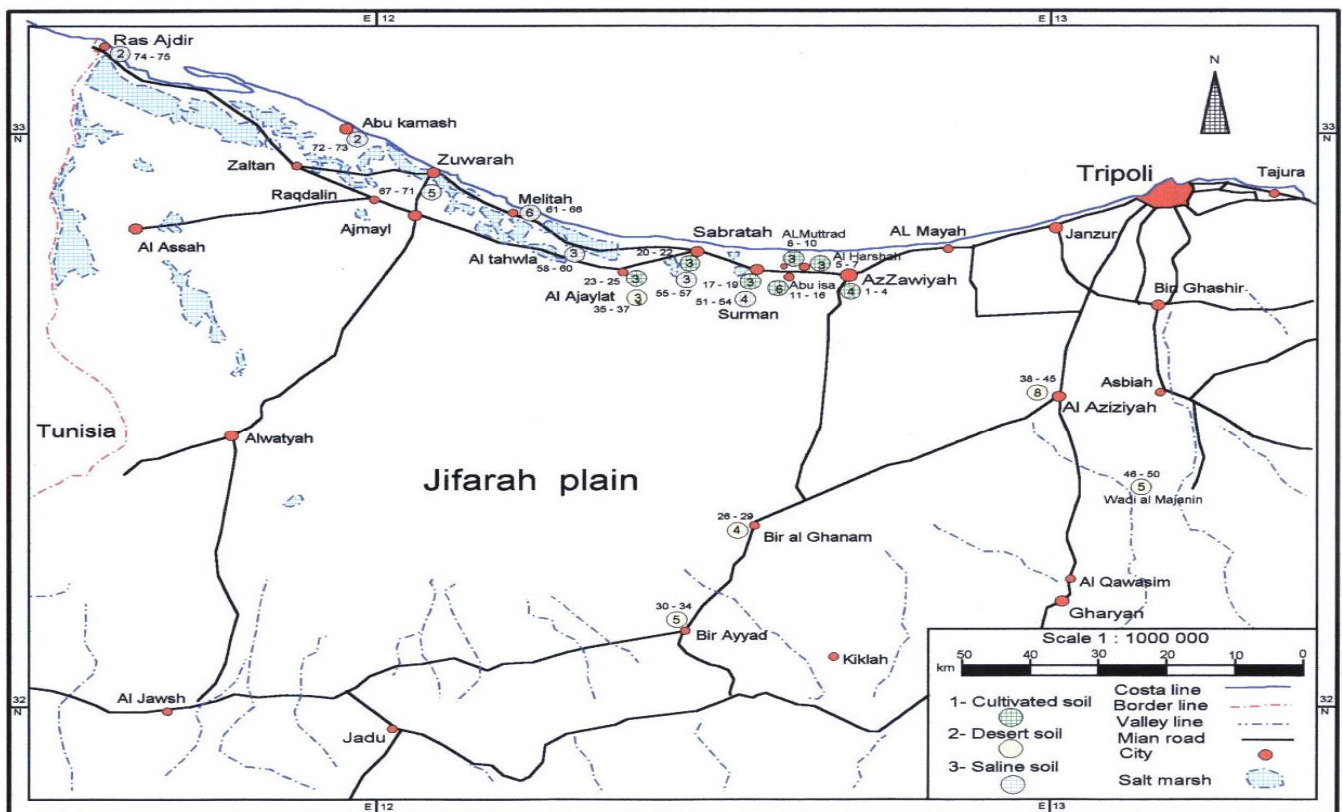 E 12
E 13
N
Ras Ajdir
2
74 - 75
33
N
33
N
Abu kamash
72 - 73
2
Zaltan
Zuwarah
Raqdalin
67 - 71
5
Melitah
6
61 - 66
Ajmayl
Al Assah
Al tahwla
3
58 - 60
Sabratah
20 - 22
3
3
55 - 57
23 - 25
3
Al Ajaylat
3
35 - 37
ALMuttrad
8 - 10
3
Al Harshah
3
5 - 7
17 - 19
3
51 - 54
4
Surman
Abu isa
6
11 - 16
AzZawiyah
4
1 - 4
AL Mayah
Janzur
Tripoli
Tajura
Bir Ghashir
38 - 45
8
Al Aziziyah
Asbiah
46 - 50
5
Wadi al Majanin
Tunisia
Alwatyah
Jifarah plain
26 - 29
4
Bir al Ghanam
Al Qawasim
Gharyan
30 - 34
5
Bir Ayyad
Kiklah
Al Jawsh
Jadu
32
N
32
N
Scale 1 : 1000 000
50 40 30 20 10 0
km
1- Cultivated soil
2- Desert soil
3- Saline soil
Costa line
Border line
Valley line
Mian road
City
Salt marsh
E 12
E 13